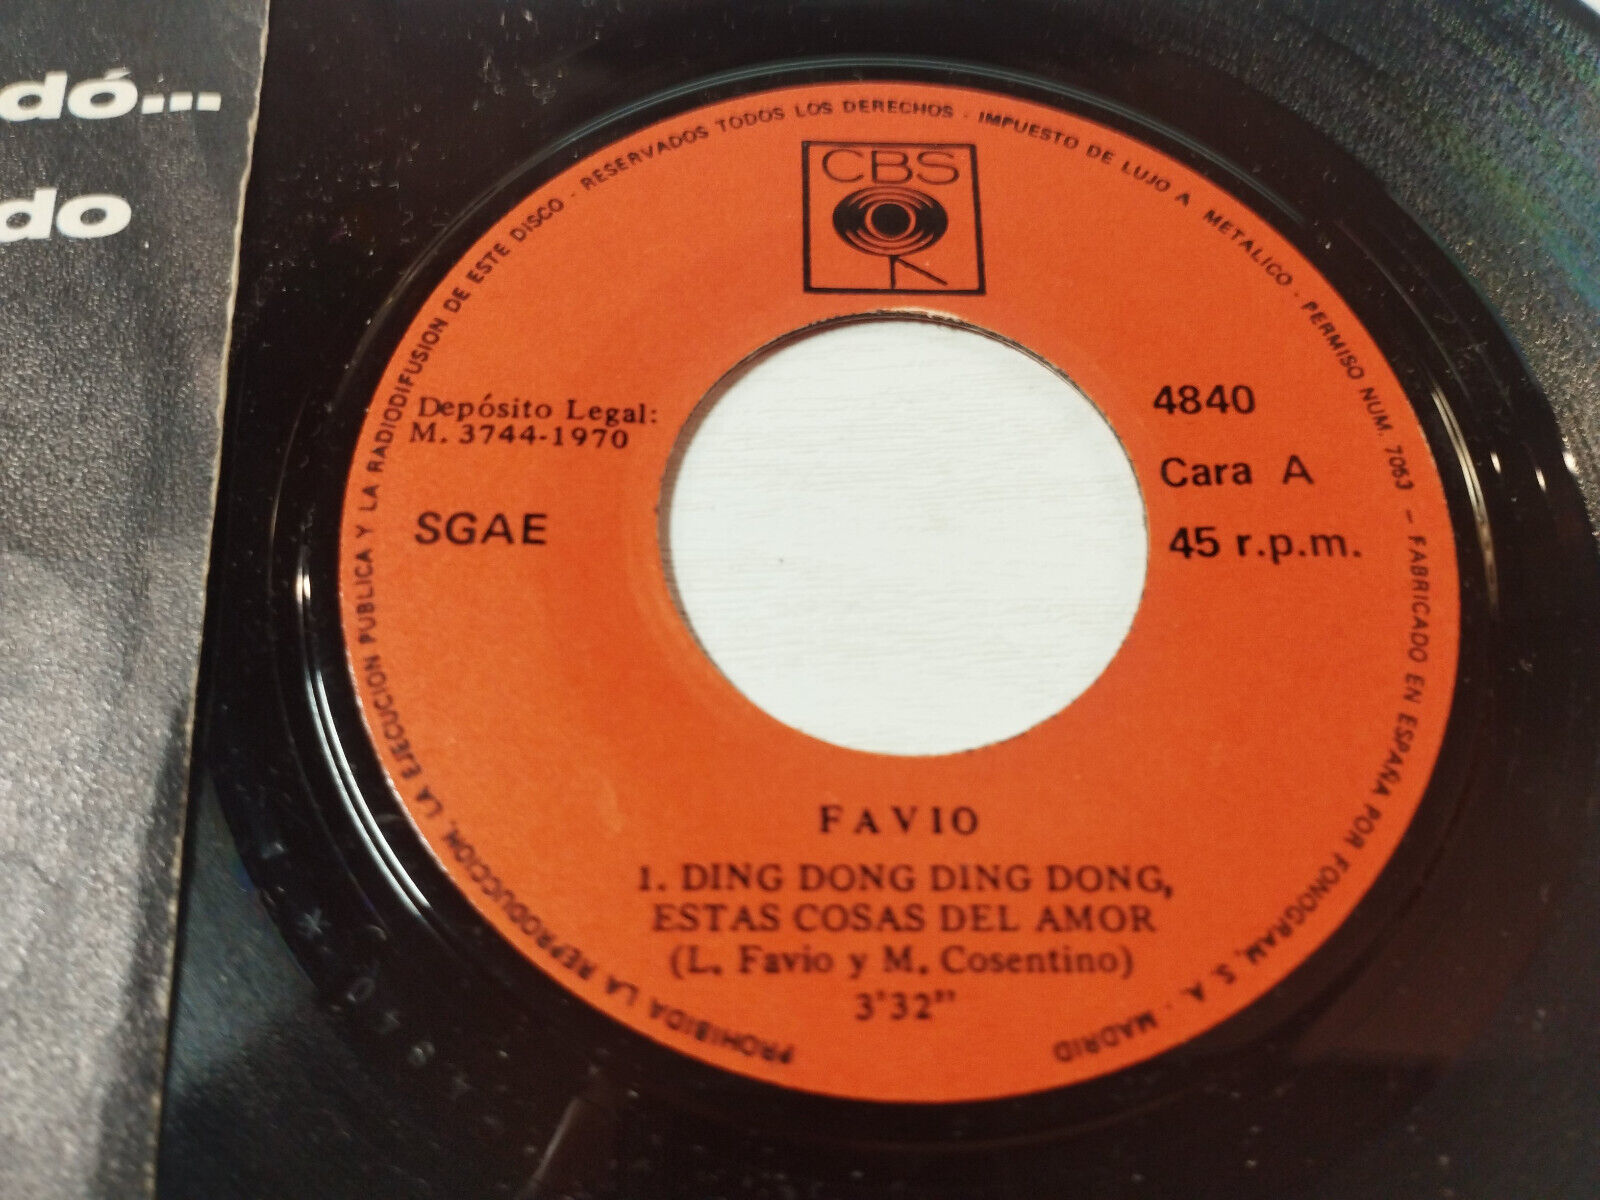 dó...
do
CBS
PROHIBIDA LA REPRODUCCION, LA EJECUCION PUBLICA Y LA RADIODIFUSION DE ESTE DISCO - RESERVADOS TODOS LOS DERECHOS - IMPUESTO DE LUJO A METALICO - PERMISO NUM. 7053 - FABRICADO EN ESPAÑA POR FONOGRAM, S. A. - MADRID
Depósito Legal:
M. 3744-1970
SGAE
4840
Cara A
45 r.p.m.
FAVIO
1. DING DONG DING DONG,
ESTAS COSAS DEL AMOR
(L. Favio y M. Cosentino)
3'32"